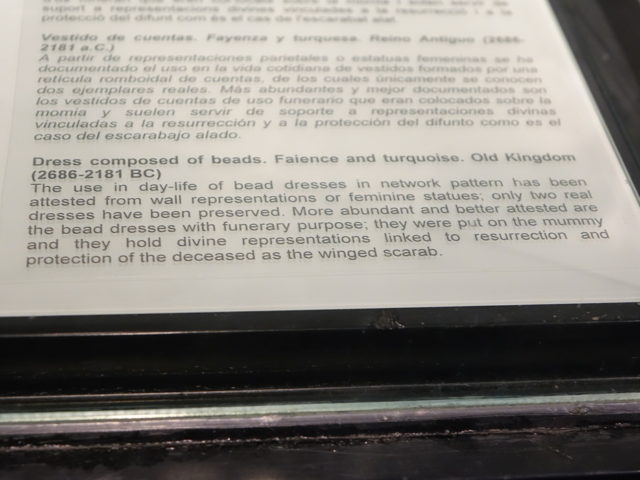 suport a representacions divines vinculades a la resurrecció i a la
protecció del difunt com és el cas de l'escarabat alat.
Vestido de cuentas. Fayenza y turquesa. Reino Antiguo (2686-
2181 a.C.)
A partir de representaciones parietales o estatuas femeninas se ha
documentado el uso en la vida cotidiana de vestidos formados por una
retícula romboidal de cuentas, de los cuales únicamente se conocen
dos ejemplares reales. Más abundantes y mejor documentados son
los vestidos de cuentas de uso funerario que eran colocados sobre la
momia y suelen servir de soporte a representaciones divinas
vinculadas a la resurrección y a la protección del difunto como es el
caso del escarabajo alado.
Dress composed of beads. Faience and turquoise. Old Kingdom
(2686-2181 BC)
The use in day-life of bead dresses in network pattern has been
attested from wall representations or feminine statues; only two real
dresses have been preserved. More abundant and better attested are
the bead dresses with funerary purpose; they were put on the mummy
and they hold divine representations linked to resurrection and
protection of the deceased as the winged scarab.